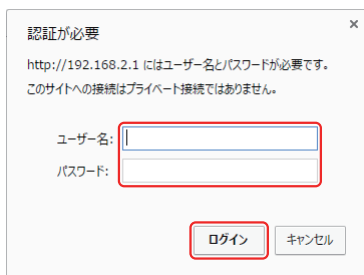 認証が必要
http://192.168.2.1 にはユーザー名とパスワードが必要です。
このサイトへの接続はプライベート接続ではありません。
ユーザー名:
パスワード:
ログイン
キャンセル